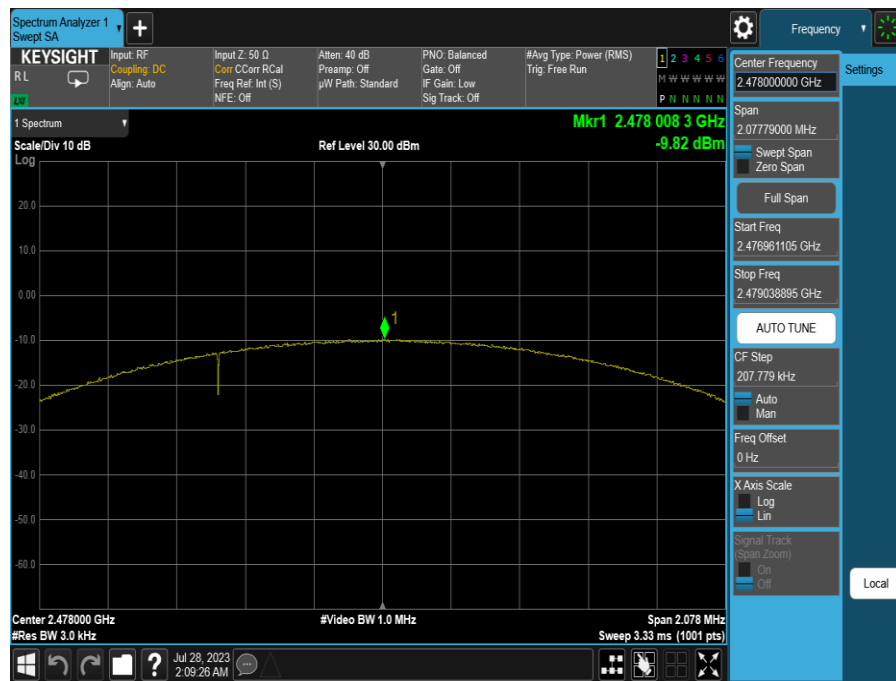 Spectrum Analyzer 1
Swept SA
Frequency
KEYSIGHT
Input: RF
Input Z: 50 Ω
Atten: 40 dB
PNO: Balanced
#Avg Type: Power (RMS)
1 2 3 4 5 6
R L
Coupling: DC
Corr CCorr RCal
Preamp: Off
Gate: Off
Trig: Free Run
Align: Auto
Freq Ref: Int (S)
µW Path: Standard
IF Gain: Low
M W W W W W
NFE: Off
Sig Track: Off
P N N N N N
LXI
1 Spectrum
Mkr1 2.478 008 3 GHz
Scale/Div 10 dB
Ref Level 30.00 dBm
-9.82 dBm
Log
20.0
10.0
0.00
-10.0
-20.0
-30.0
-40.0
-50.0
-60.0
1
Center 2.478000 GHz
#Video BW 1.0 MHz
Span 2.078 MHz
#Res BW 3.0 kHz
Sweep 3.33 ms (1001 pts)
Center Frequency
2.478000000 GHz
Settings
Span
2.07779000 MHz
Swept Span
Zero Span
Full Span
Start Freq
2.476961105 GHz
Stop Freq
2.479038895 GHz
AUTO TUNE
CF Step
207.779 kHz
Auto
Man
Freq Offset
0 Hz
X Axis Scale
Log
Lin
Signal Track
(Span Zoom)
On
Off
Local
?
Jul 28, 2023
2:09:26 AM